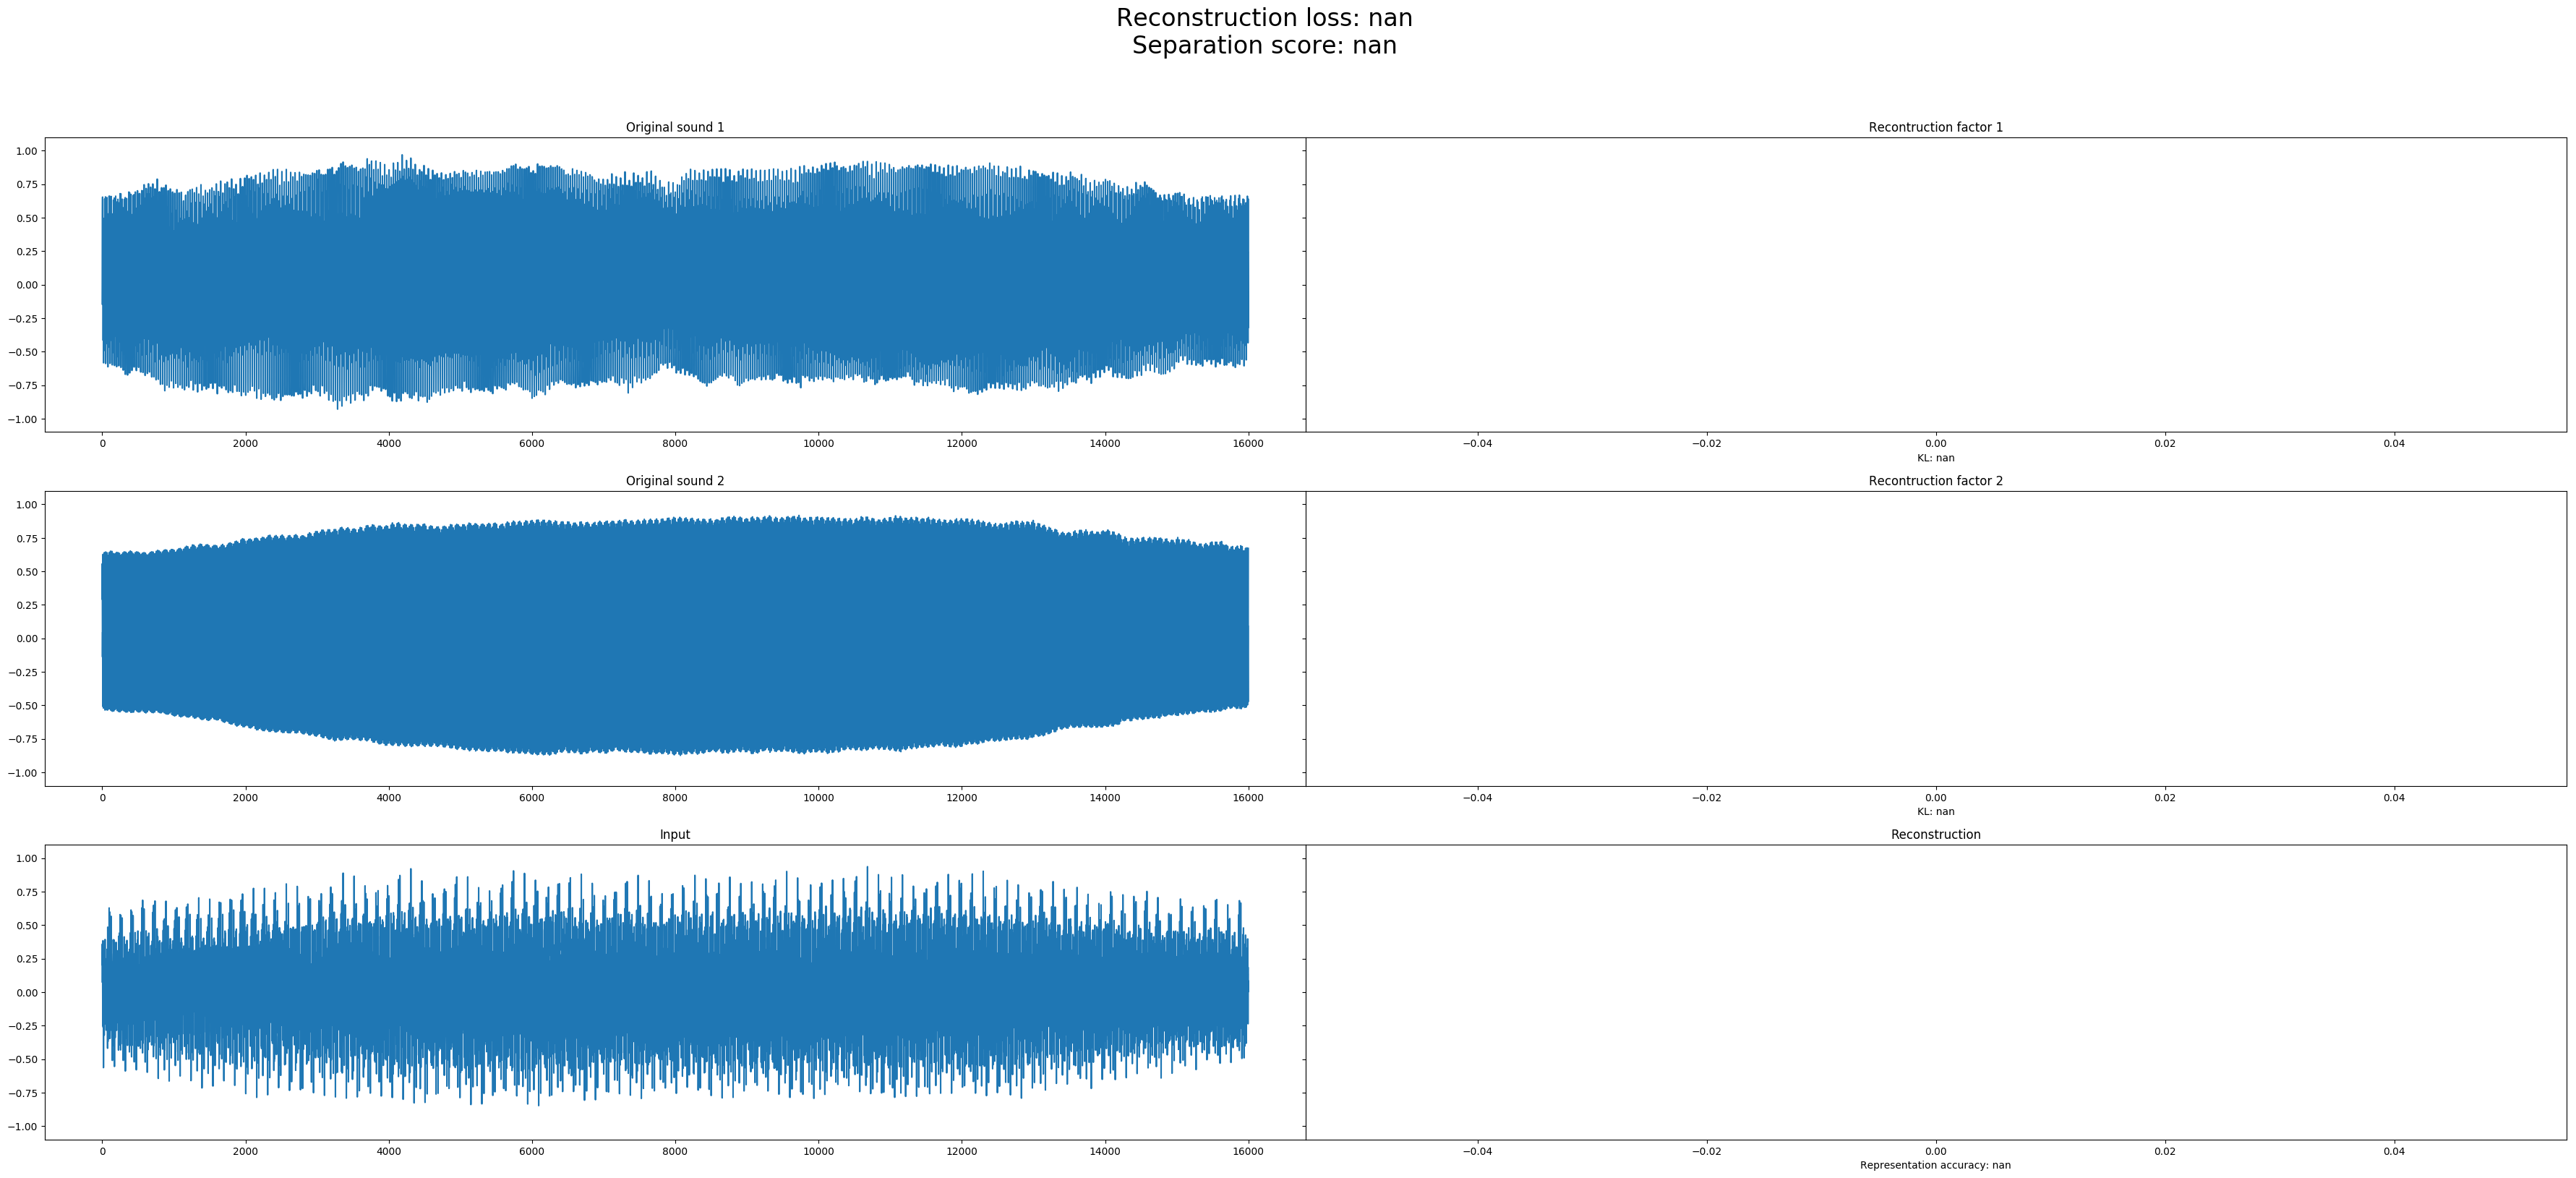 Reconstruction loss: nan
Separation score: nan
Original sound 1
Recontruction factor 1
1.00
0.75
0.50
0.25
0.00
−0.25
−0.50
−0.75
−1.00
0 2000 4000 6000 8000 10000 12000 14000 16000
−0.04 −0.02 0.00 0.02 0.04
KL: nan
Original sound 2
Recontruction factor 2
1.00
0.75
0.50
0.25
0.00
−0.25
−0.50
−0.75
−1.00
0 2000 4000 6000 8000 10000 12000 14000 16000
−0.04 −0.02 0.00 0.02 0.04
KL: nan
Input
Reconstruction
1.00
0.75
0.50
0.25
0.00
−0.25
−0.50
−0.75
−1.00
0 2000 4000 6000 8000 10000 12000 14000 16000
−0.04 −0.02 0.00 0.02 0.04
Representation accuracy: nan